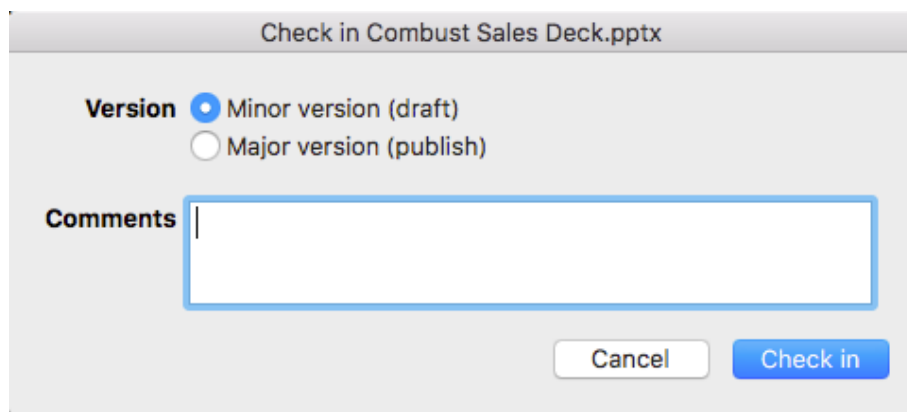 Check in Combust Sales Deck.pptx
Version Minor version (draft)
Major version (publish)
Comments
Cancel Check in